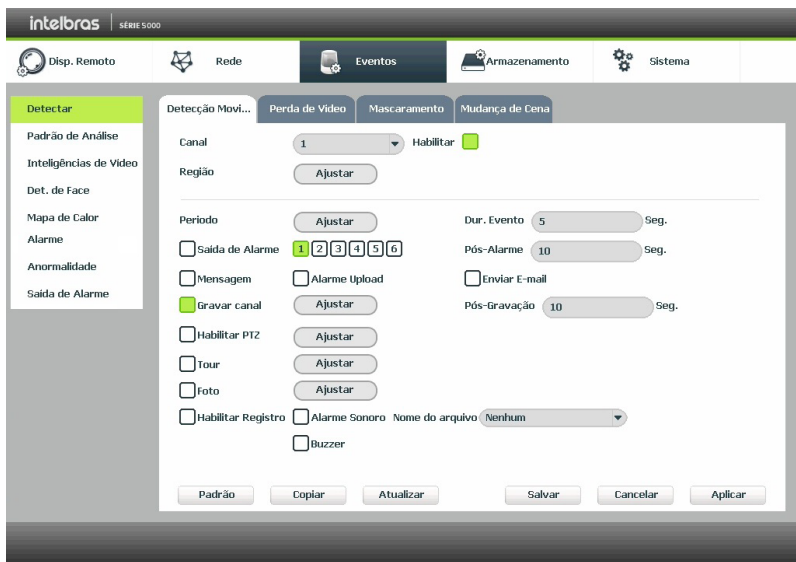 intelbras SÉRIE 5000
Disp. Remoto Rede Eventos Armazenamento Sistema
Detectar
Padrão de Análise
Inteligências de Vídeo
Det. de Face
Mapa de Calor
Alarme
Anormalidade
Saída de Alarme
Detecção Movi... Perda de Vídeo Mascaramento Mudança de Cena
Canal 1 Habilitar
Região Ajustar
Periodo Ajustar Dur. Evento 5 Seg.
Saída de Alarme 1 2 3 4 5 6 Pós-Alarme 10 Seg.
Mensagem Alarme Upload Enviar E-mail
Gravar canal Ajustar Pós-Gravação 10 Seg.
Habilitar PTZ Ajustar
Tour Ajustar
Foto Ajustar
Habilitar Registro Alarme Sonoro Nome do arquivo Nenhum
Buzzer
Padrão Copiar Atualizar Salvar Cancelar Aplicar